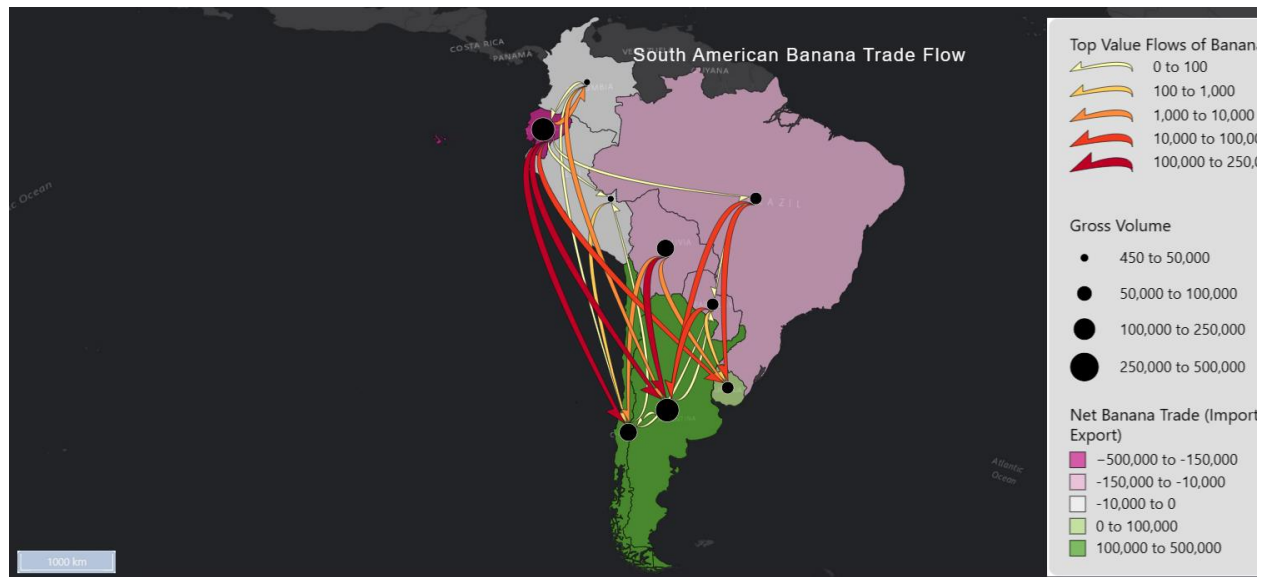 COSTA RICA
PANAMA
South American Banana Trade Flow
GUYANA
AZIL
Ocean
Atlantic
Ocean
1000 km
Top Value Flows of Banan
0 to 100
100 to 1,000
1,000 to 10,000
10,000 to 100,0
100,000 to 250,0
Gross Volume
450 to 50,000
50,000 to 100,000
100,000 to 250,000
250,000 to 500,000
Net Banana Trade (Import
Export)
−500,000 to -150,000
-150,000 to -10,000
-10,000 to 0
0 to 100,000
100,000 to 500,000